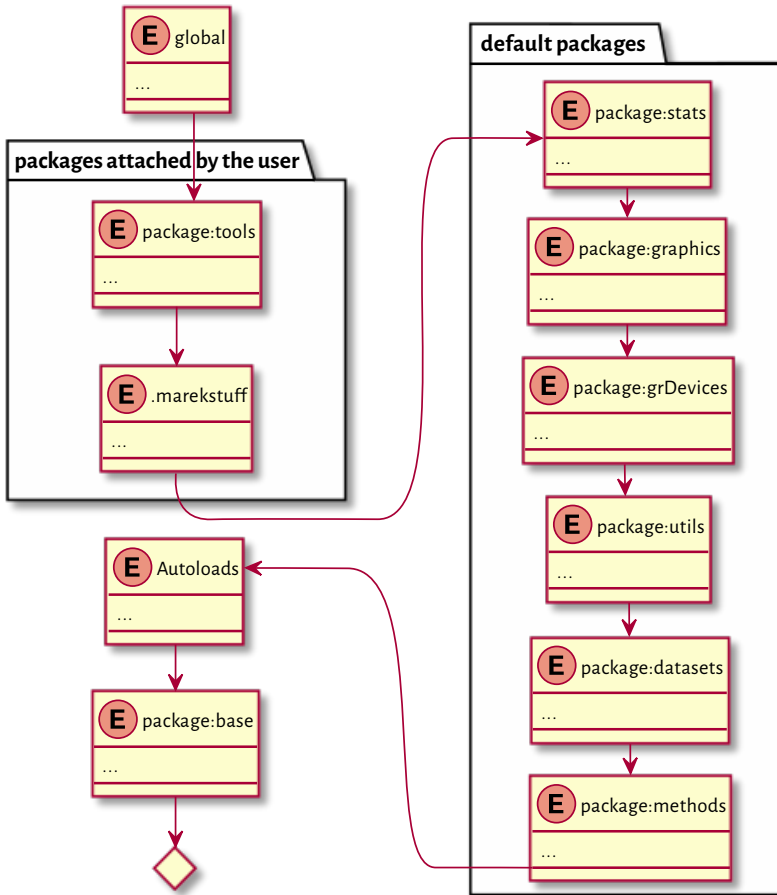 E global
...
packages attached by the user
E package:tools
...
E .marekstuff
...
default packages
E package:stats
...
E package:graphics
...
E package:grDevices
...
E package:utils
...
E package:datasets
...
E package:methods
...
E Autoloads
...
E package:base
...